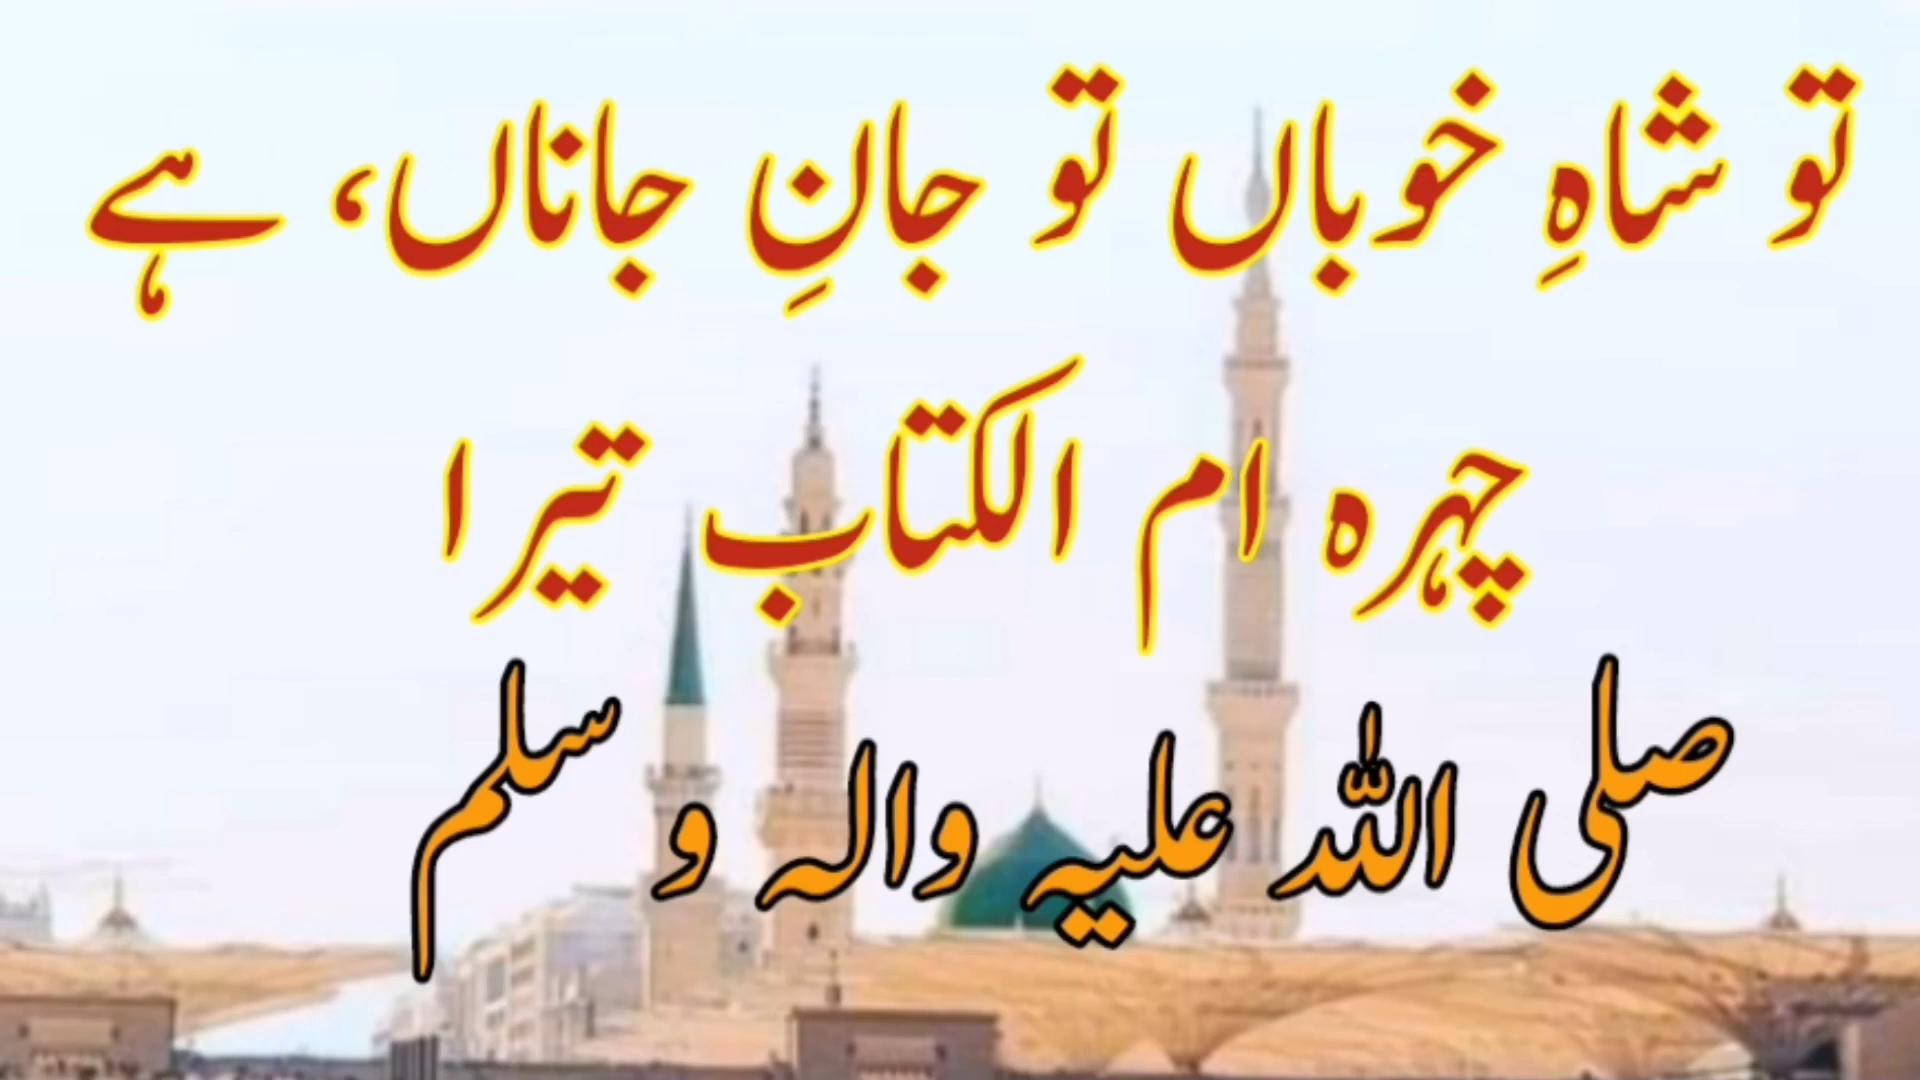 تو شاہِ خوباں تو جانِ جاناں، ہے
چہرہ ام الکتاب تیرا
صلی اللہ علیہ والہ و سلم